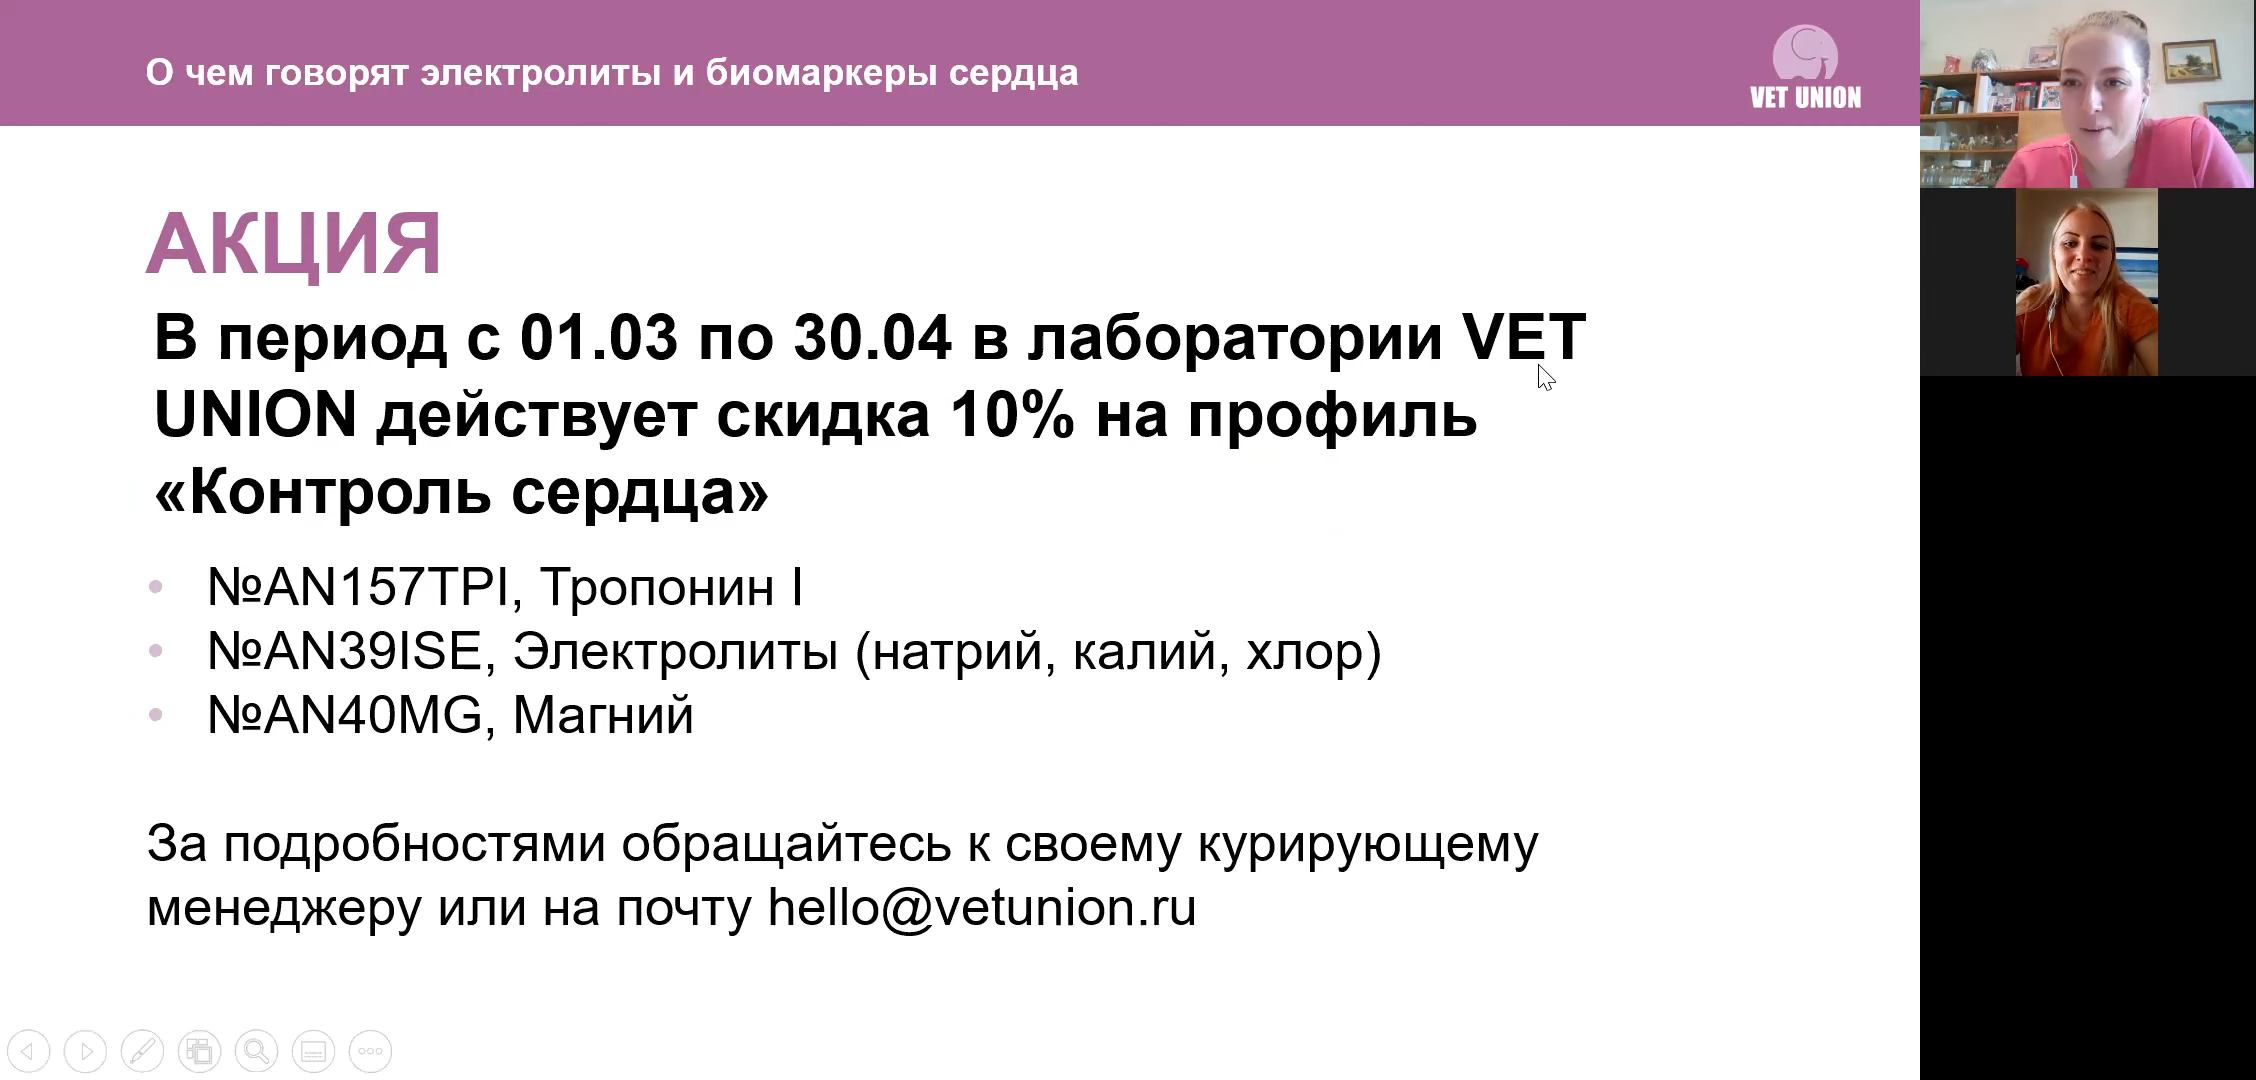 О чем говорят электролиты и биомаркеры сердца
VET UNION
АКЦИЯ
В период с 01.03 по 30.04 в лаборатории VET
UNION действует скидка 10% на профиль
«Контроль сердца»
• №AN157TPI, Тропонин I
• №AN39ISE, Электролиты (натрий, калий, хлор)
• №AN40MG, Магний
За подробностями обращайтесь к своему курирующему
менеджеру или на почту hello@vetunion.ru